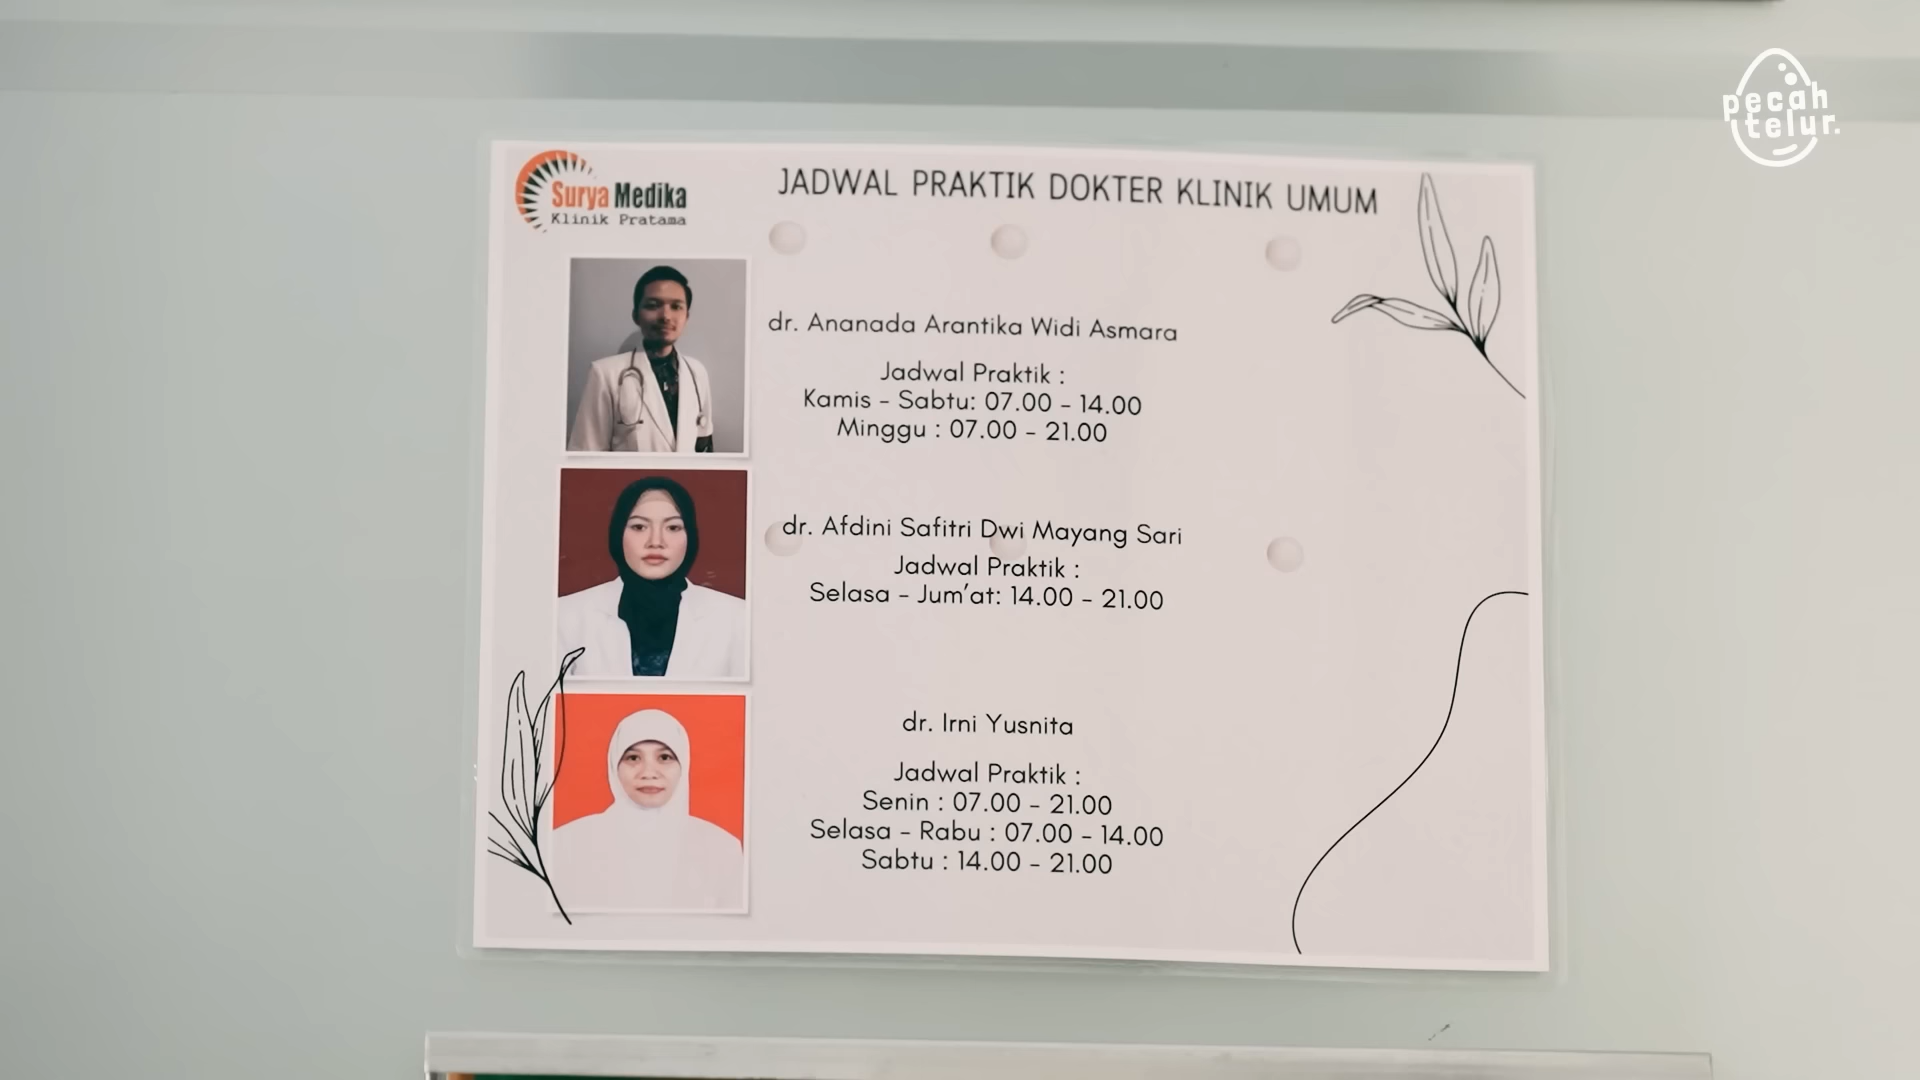 pecah
telur.
Surya Medika
Klinik Pratama
JADWAL PRAKTIK DOKTER KLINIK UMUM
dr. Ananada Arantika Widi Asmara
Jadwal Praktik :
Kamis - Sabtu: 07.00 - 14.00
Minggu : 07.00 - 21.00
dr. Afdini Safitri Dwi Mayang Sari
Jadwal Praktik :
Selasa - Jum'at: 14.00 - 21.00
dr. Irni Yusnita
Jadwal Praktik :
Senin : 07.00 - 21.00
Selasa - Rabu : 07.00 - 14.00
Sabtu : 14.00 - 21.00